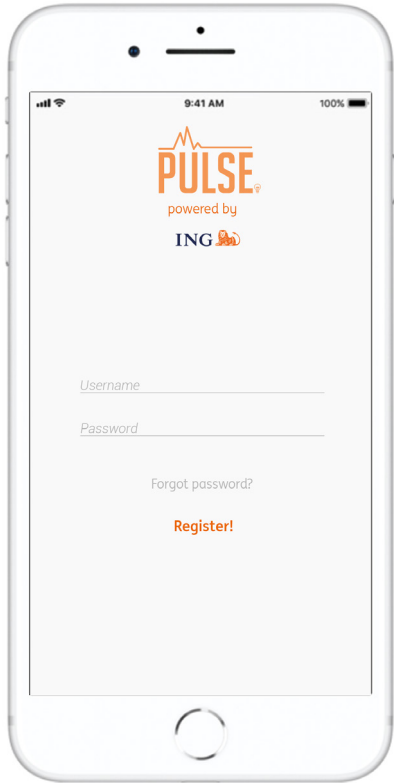 9:41 AM
100%
PULSE
powered by
ING
Username
Password
Forgot password?
Register!